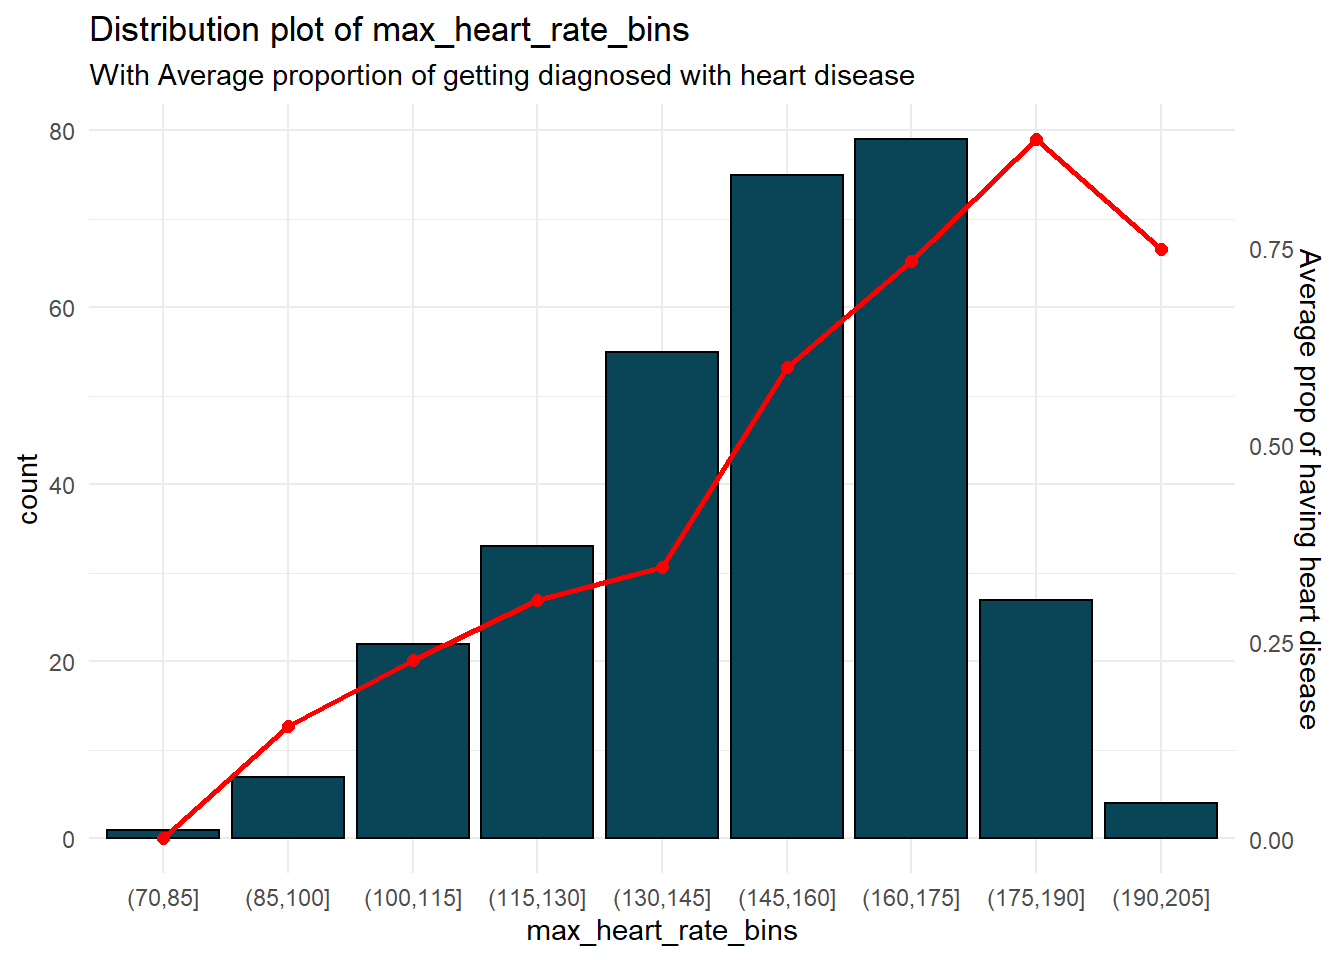 Distribution plot of max_heart_rate_bins
With Average proportion of getting diagnosed with heart disease
80
60
40
20
0
count
0.75
0.50
0.25
0.00
Average prop of having heart disease
(70,85] (85,100] (100,115] (115,130] (130,145] (145,160] (160,175] (175,190] (190,205]
max_heart_rate_bins